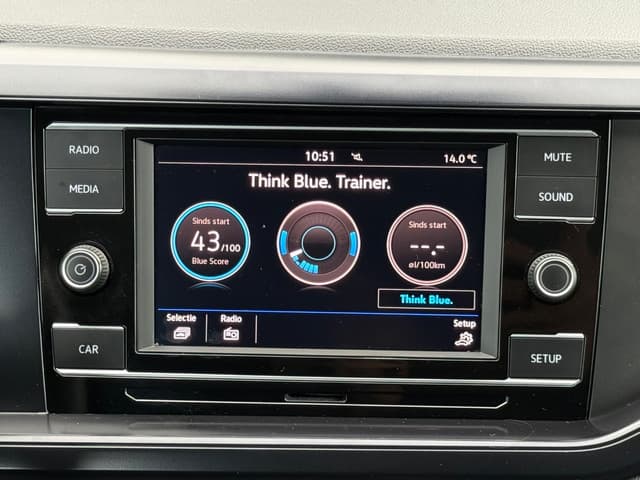 RADIO
MEDIA
CAR
10:51
14.0 °C
Think Blue. Trainer.
Sinds start
43/100
Blue Score
Sinds start
--.-
øl/100km
Think Blue.
Selectie
Radio
Setup
MUTE
SOUND
SETUP